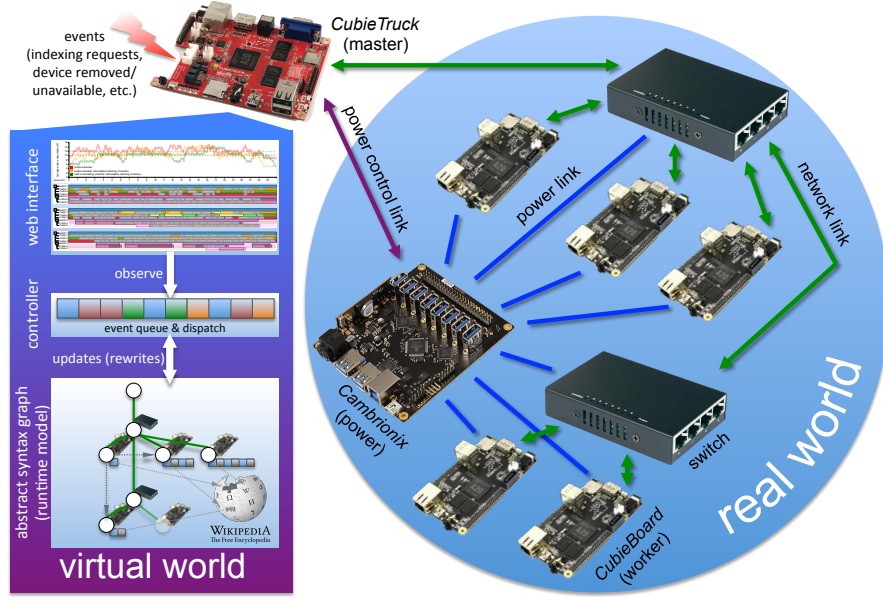 events
(indexing requests,
device removed/
unavailable, etc.)
CubieTruck
(master)
power control link
power link
network link
web interface
observe
controller
event queue & dispatch
updates (rewrites)
abstract syntax graph
(runtime model)
WIKIPEDIA
The Free Encyclopedia
virtual world
Cambrionix
(power)
switch
CubieBoard
(worker)
real world